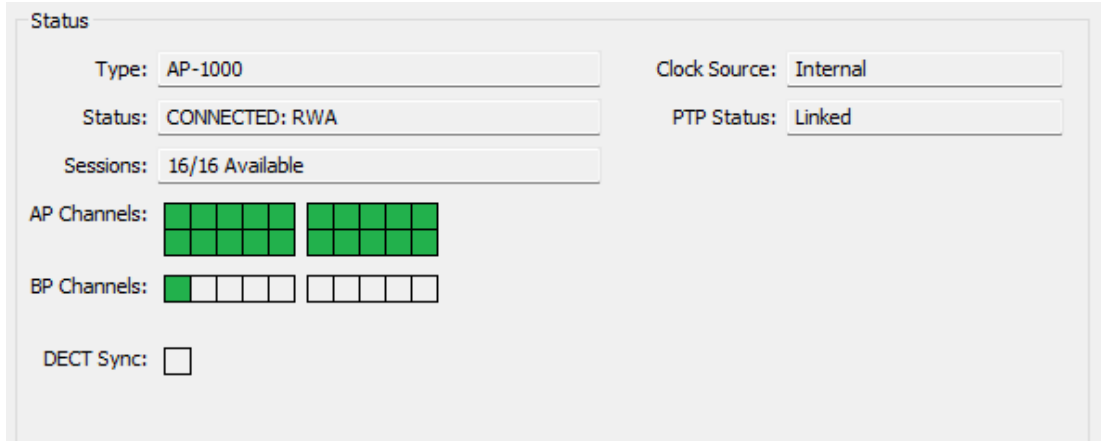 Status
Type: AP-1000
Clock Source: Internal
Status: CONNECTED: RWA
PTP Status: Linked
Sessions: 16/16 Available
AP Channels:
BP Channels:
DECT Sync: